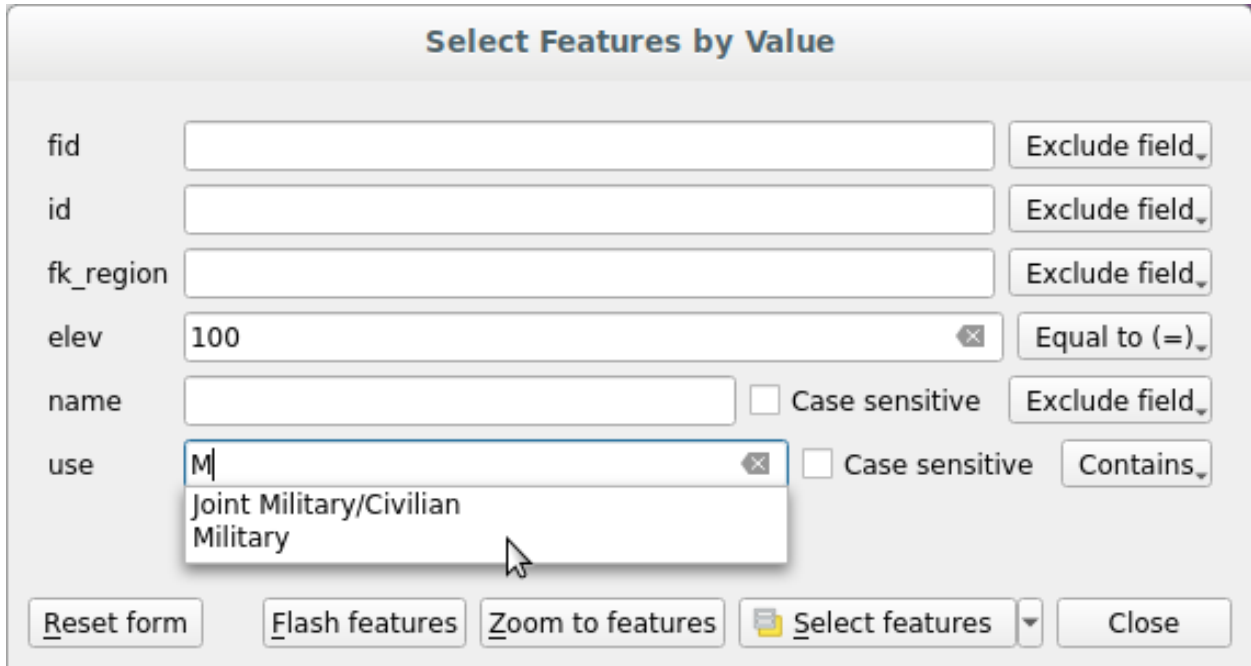 Select Features by Value
fid Exclude field
id Exclude field
fk_region Exclude field
elev 100 Equal to (=)
name Case sensitive Exclude field
use M Case sensitive Contains
Joint Military/Civilian
Military
Reset form Flash features Zoom to features Select features Close